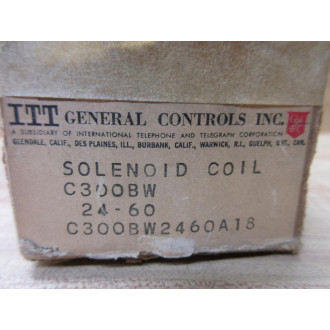 ITT GENERAL CONTROLS INC.
A SUBSIDIARY OF INTERNATIONAL TELEPHONE AND TELEGRAPH CORPORATION
GLENDALE, CALIF., DES PLAINES, ILL., BURBANK, CALIF., WARWICK, R.I., GUELPH, ONT., CAN.
SOLENOID COIL
C300BW
24-60
C300BW2460A18